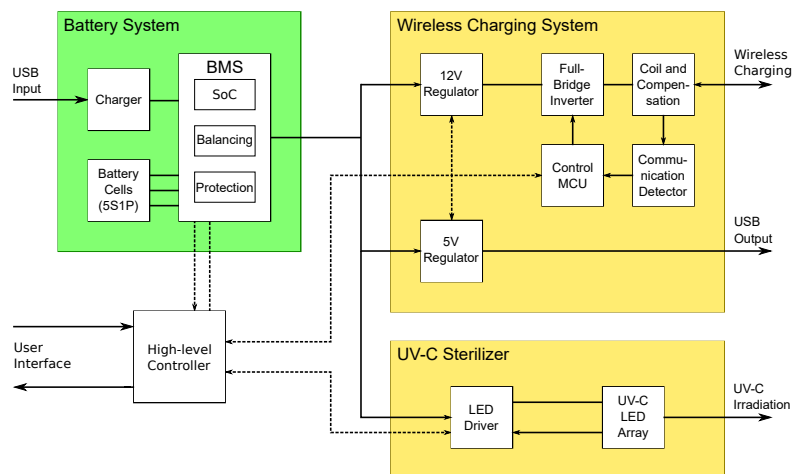 Battery System
USB
Input
Charger
BMS
SoC
Balancing
Protection
Battery
Cells
(5S1P)
Wireless Charging System
12V
Regulator
Full-
Bridge
Inverter
Coil and
Compen-
sation
Wireless
Charging
Control
MCU
Commu-
nication
Detector
5V
Regulator
USB
Output
User
Interface
High-level
Controller
UV-C Sterilizer
LED
Driver
UV-C
LED
Array
UV-C
Irradiation